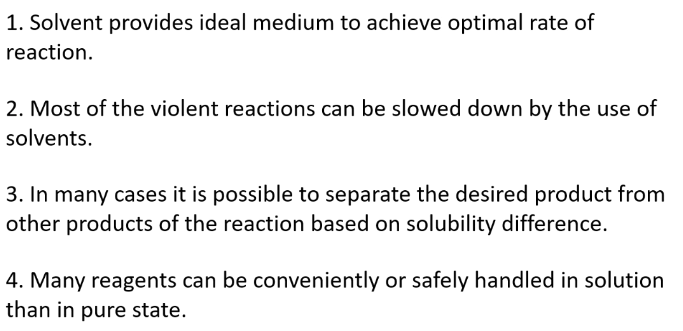 1. Solvent provides ideal medium to achieve optimal rate of
reaction.
2. Most of the violent reactions can be slowed down by the use of
solvents.
3. In many cases it is possible to separate the desired product from
other products of the reaction based on solubility difference.
4. Many reagents can be conveniently or safely handled in solution
than in pure state.